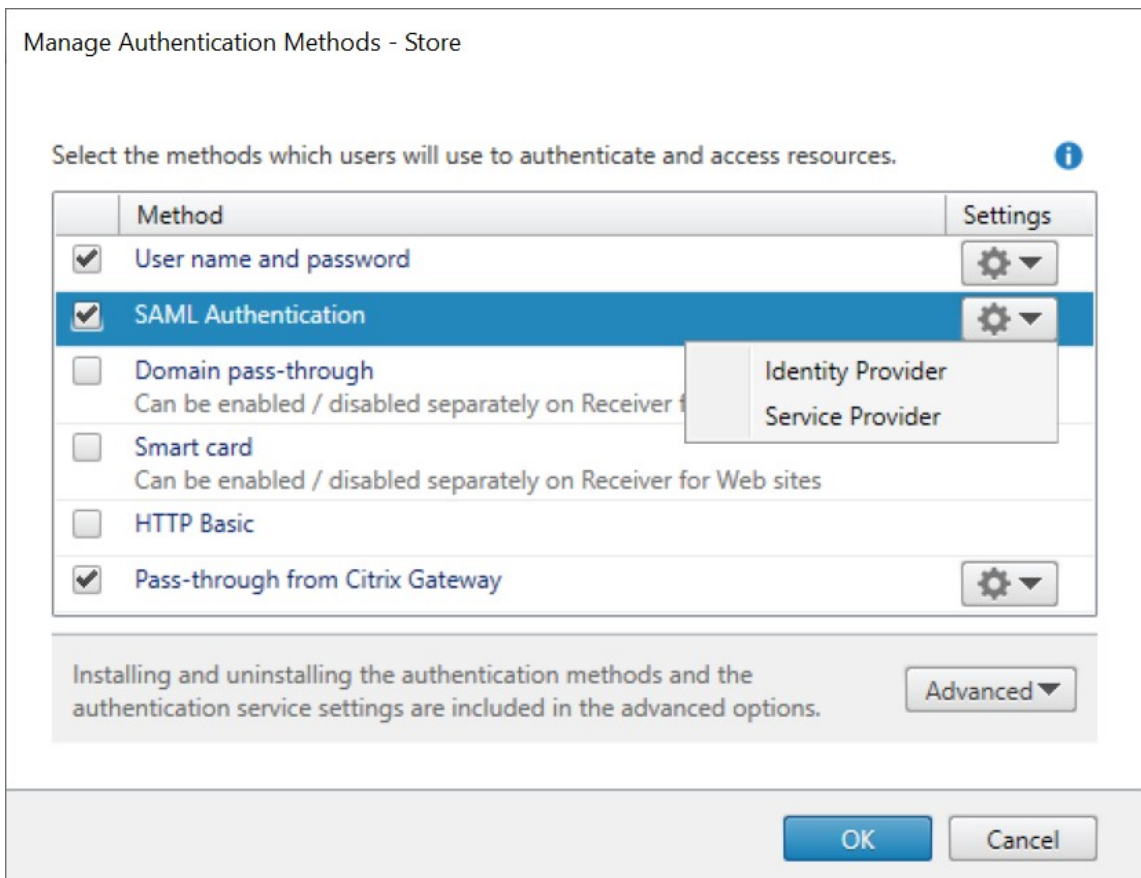 Manage Authentication Methods - Store
Select the methods which users will use to authenticate and access resources.
Method Settings
User name and password
SAML Authentication
Identity Provider
Service Provider
Domain pass-through
Can be enabled / disabled separately on Receiver
Smart card
Can be enabled / disabled separately on Receiver for Web sites
HTTP Basic
Pass-through from Citrix Gateway
Installing and uninstalling the authentication methods and the
authentication service settings are included in the advanced options.
Advanced
OK Cancel